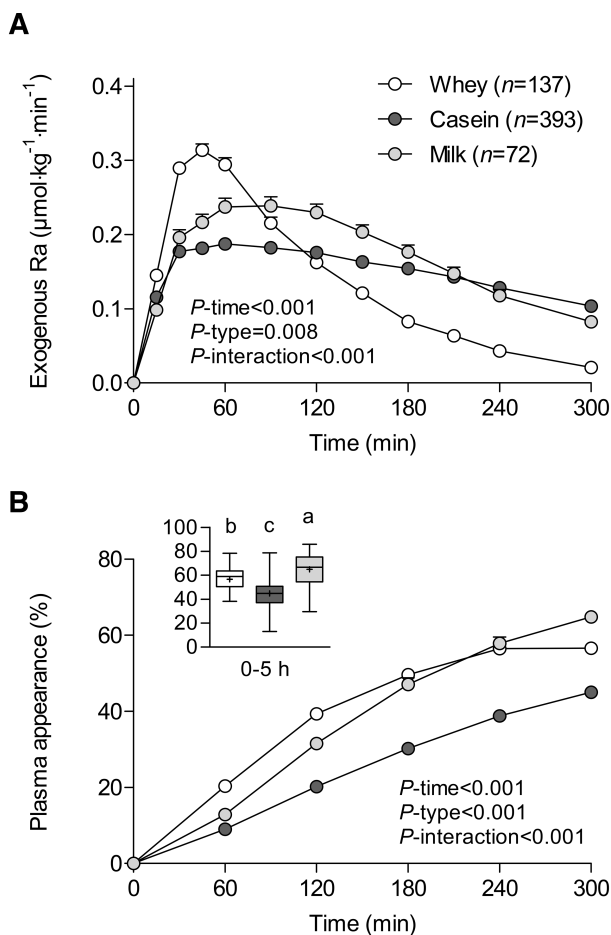 A
Exogenous Ra (µmol·kg⁻¹·min⁻¹)
0.4
0.3
0.2
0.1
0.0
Whey (n=137)
Casein (n=393)
Milk (n=72)
P-time<0.001
P-type=0.008
P-interaction<0.001
0 60 120 180 240 300
Time (min)
B
Plasma appearance (%)
80
60
40
20
0
100
80
60
40
20
0
b c a
0-5 h
P-time<0.001
P-type<0.001
P-interaction<0.001
0 60 120 180 240 300
Time (min)